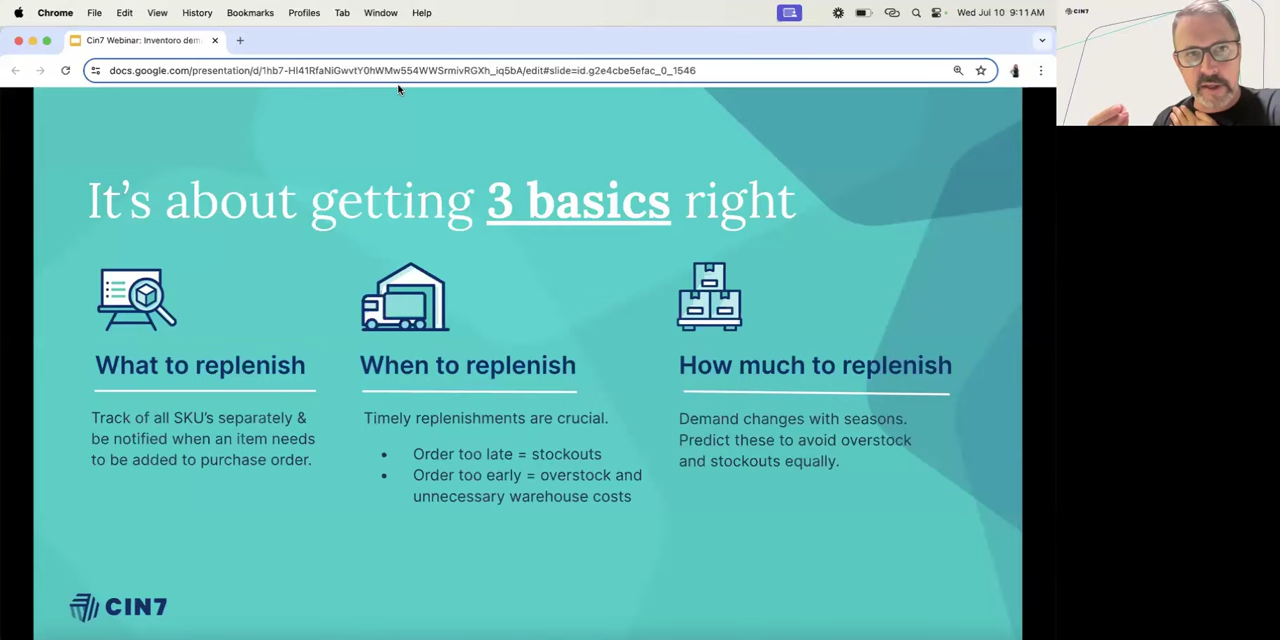 Chrome File Edit View History Bookmarks Profiles Tab Window Help Wed Jul 10 9:11 AM
Cin7 Webinar: Inventoro dem
docs.google.com/presentation/d/1hb7-HI41RfaNiGwvtY0hWMw554WWSrmivRGXh_iq5bA/edit#slide=id.g2e4cbe5efac_0_1546
CIN7
It's about getting 3 basics right
What to replenish
Track of all SKU's separately &
be notified when an item needs
to be added to purchase order.
When to replenish
Timely replenishments are crucial.
• Order too late = stockouts
• Order too early = overstock and
unnecessary warehouse costs
How much to replenish
Demand changes with seasons.
Predict these to avoid overstock
and stockouts equally.
CIN7